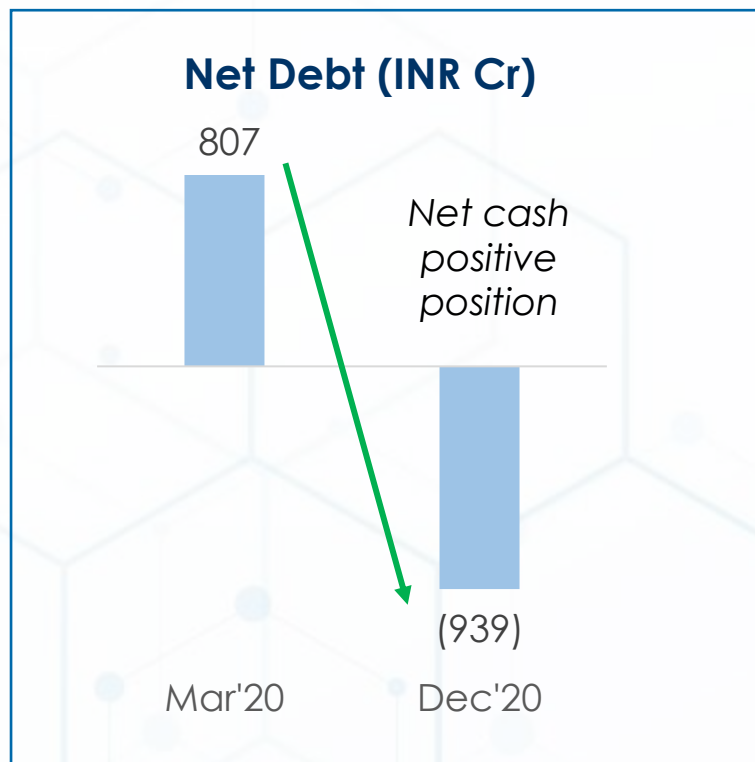 Net Debt (INR Cr)
807
Net cash
positive
position
(939)
Mar'20
Dec'20